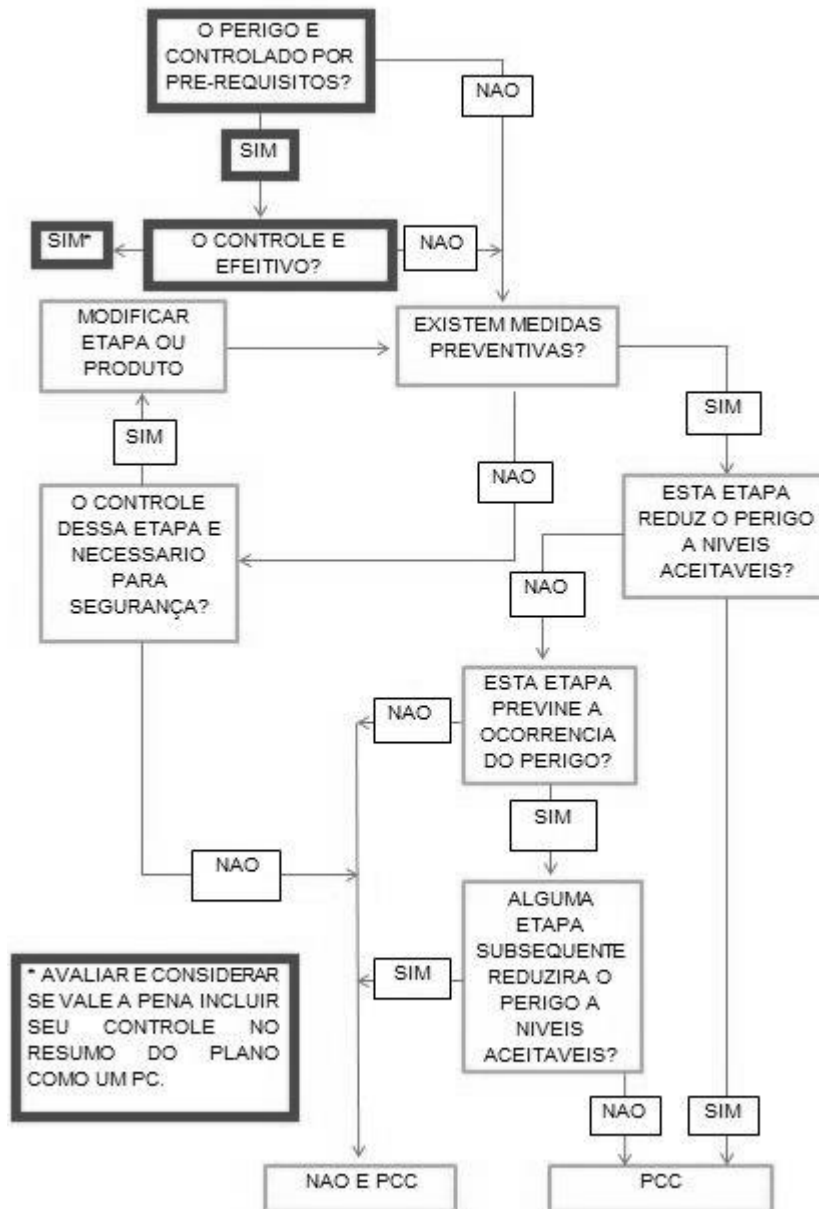 O PERIGO E
CONTROLADO POR
PRE-REQUISITOS?
NAO
SIM
SIM*
O CONTROLE E
EFEITIVO?
NAO
MODIFICAR
ETAPA OU
PRODUTO
EXISTEM MEDIDAS
PREVENTIVAS?
SIM
SIM
NAO
O CONTROLE
DESSA ETAPA E
NECESSARIO
PARA
SEGURANÇA?
ESTA ETAPA
REDUZ O PERIGO
A NIVEIS
ACEITAVEIS?
NAO
ESTA ETAPA
PREVINE A
OCORRENCIA
DO PERIGO?
NAO
SIM
NAO
ALGUMA
ETAPA
SUBSEQUENTE
REDUZIRA O
PERIGO A
NIVEIS
ACEITAVEIS?
SIM
* AVALIAR E CONSIDERAR
SE VALE A PENA INCLUIR
SEU CONTROLE NO
RESUMO DO PLANO
COMO UM PC.
NAO
SIM
NAO E PCC
PCC